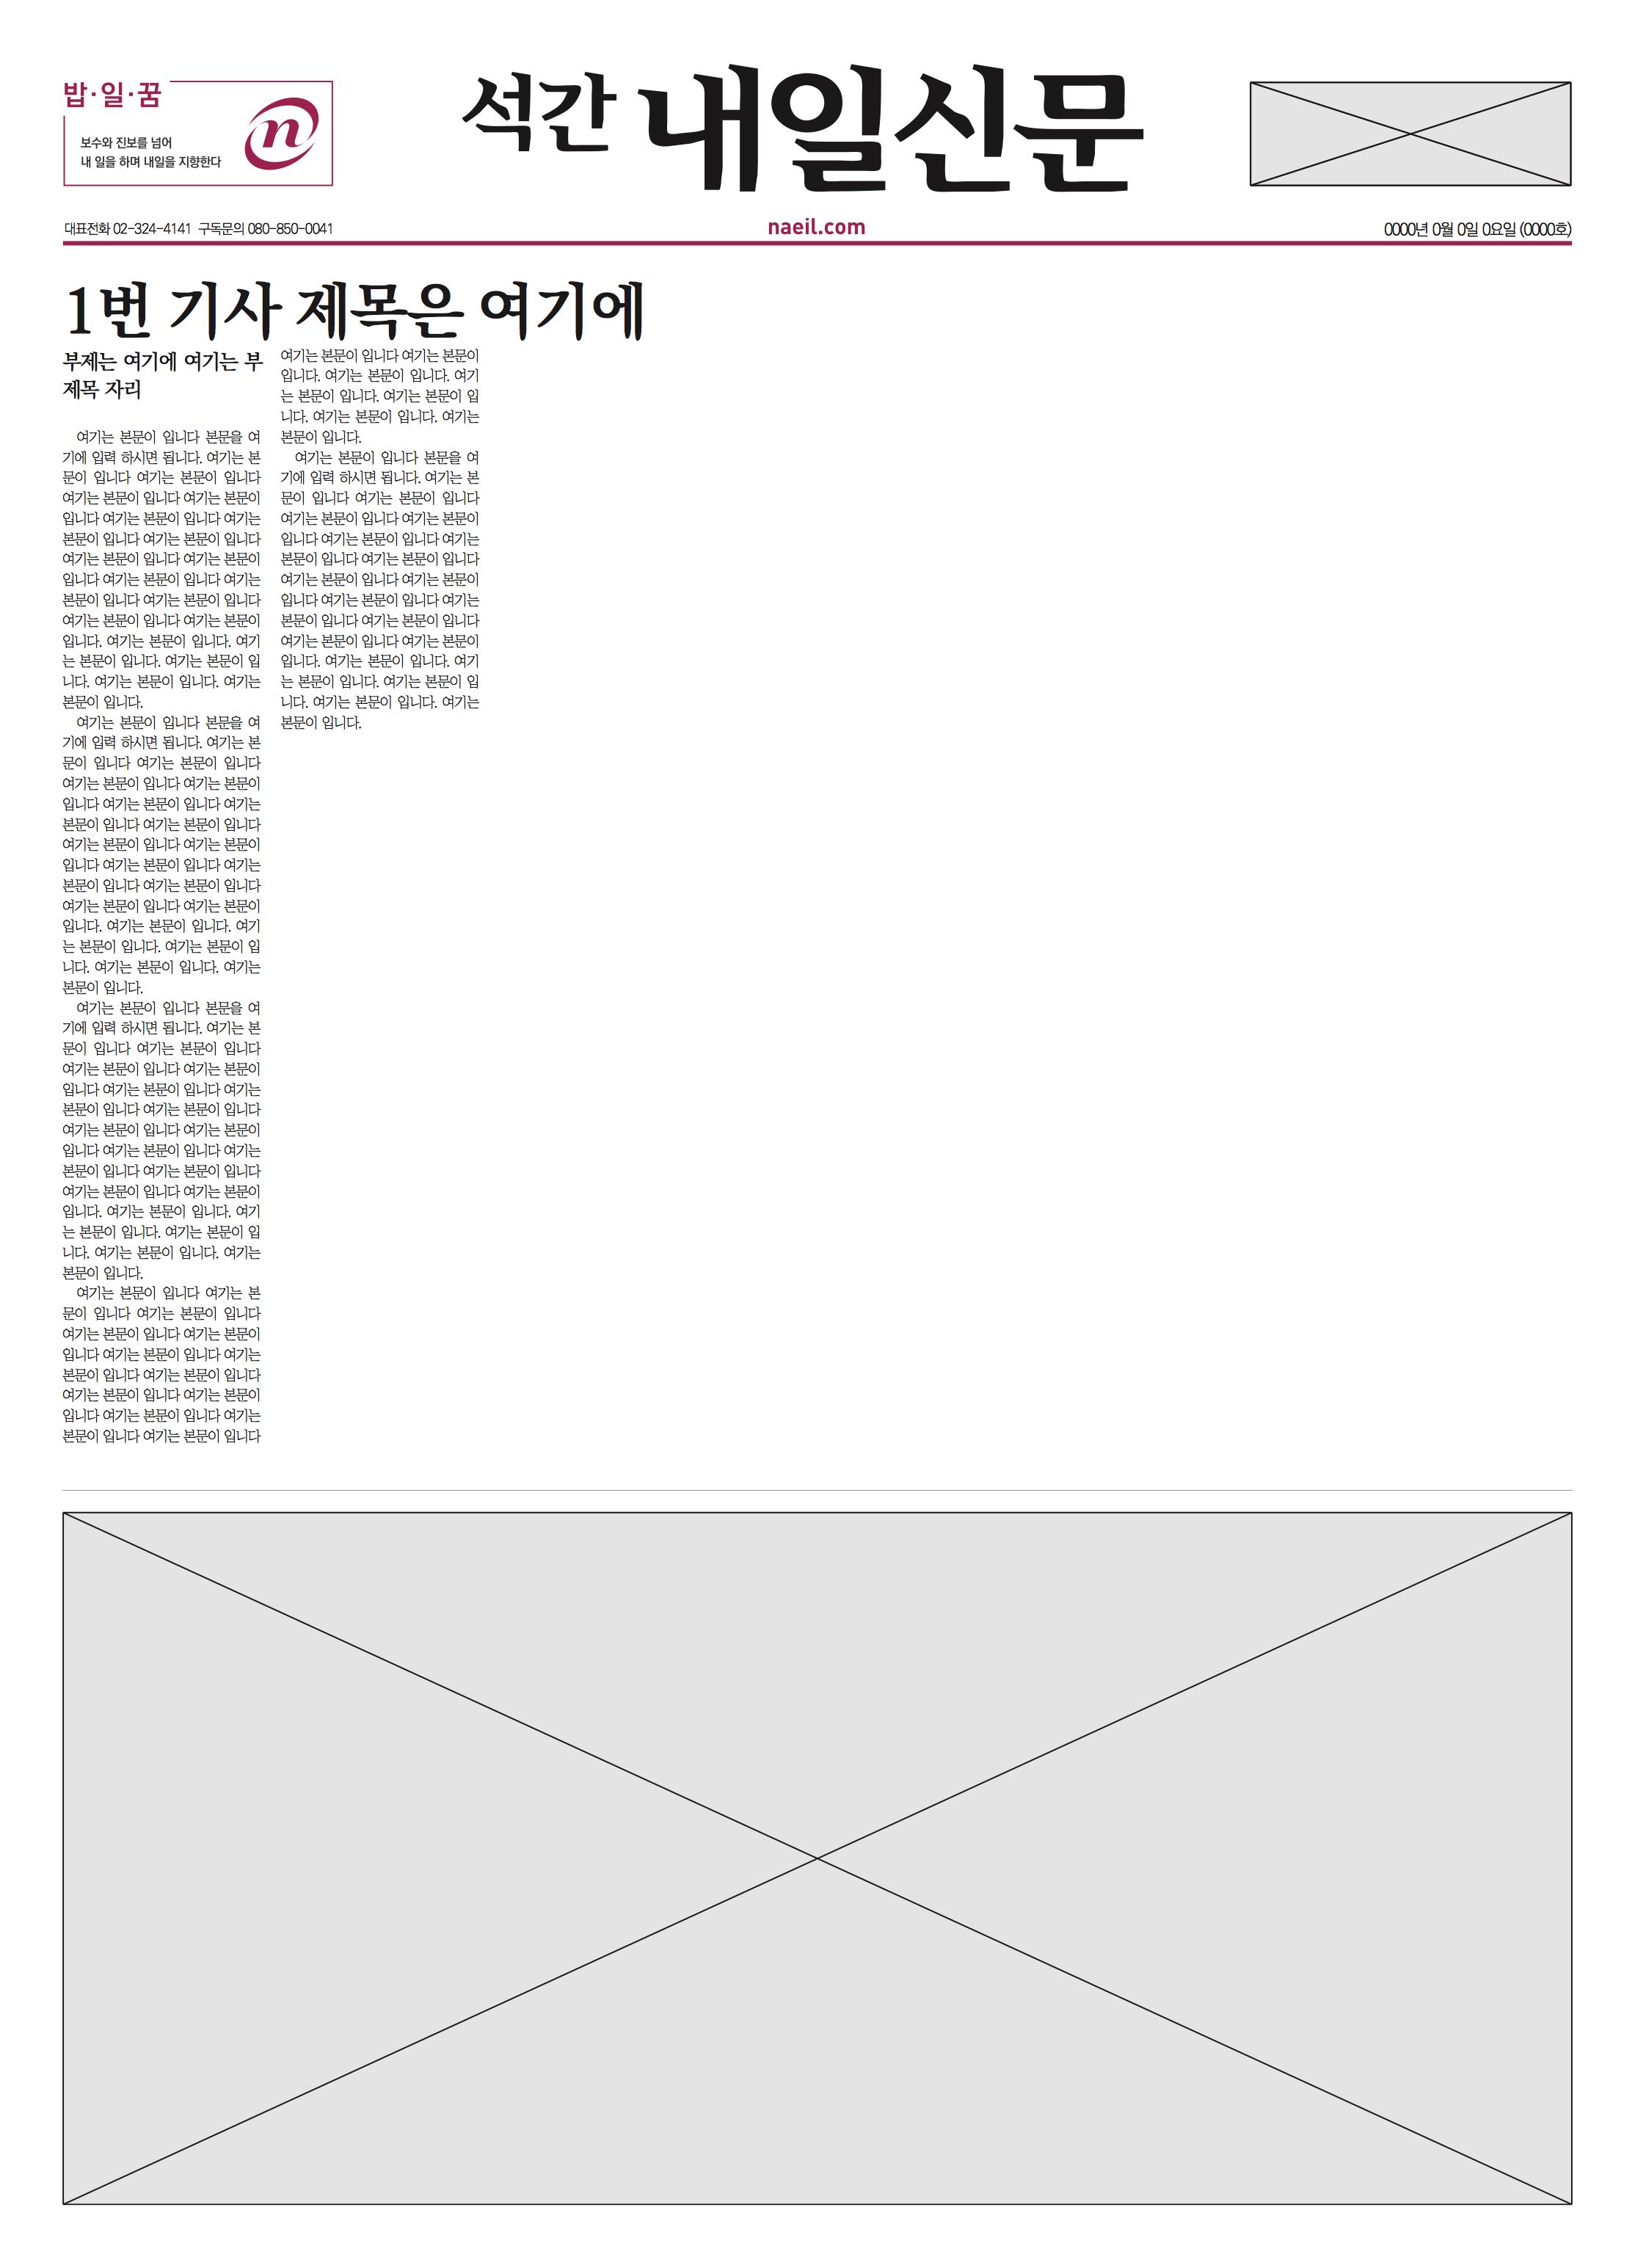 밥·일·꿈
보수와 진보를 넘어
내 일을 하며 내일을 지향한다
n
석간 내일신문
대표전화 02-324-4141 구독문의 080-850-0041
naeil.com
0000년 0월 0일 0요일 (0000호)
1번 기사 제목은 여기에
부제는 여기에 여기는 부
제목 자리
여기는 본문이 입니다 본문을 여
기에 입력 하시면 됩니다. 여기는 본
문이 입니다 여기는 본문이 입니다
여기는 본문이 입니다 여기는 본문이
입니다 여기는 본문이 입니다 여기는
본문이 입니다 여기는 본문이 입니다
여기는 본문이 입니다 여기는 본문이
입니다 여기는 본문이 입니다 여기는
본문이 입니다 여기는 본문이 입니다
여기는 본문이 입니다 여기는 본문이
입니다. 여기는 본문이 입니다. 여기
는 본문이 입니다. 여기는 본문이 입
니다. 여기는 본문이 입니다. 여기는
본문이 입니다.
여기는 본문이 입니다 본문을 여
기에 입력 하시면 됩니다. 여기는 본
문이 입니다 여기는 본문이 입니다
여기는 본문이 입니다 여기는 본문이
입니다 여기는 본문이 입니다 여기는
본문이 입니다 여기는 본문이 입니다
여기는 본문이 입니다 여기는 본문이
입니다 여기는 본문이 입니다 여기는
본문이 입니다 여기는 본문이 입니다
여기는 본문이 입니다 여기는 본문이
입니다. 여기는 본문이 입니다. 여기
는 본문이 입니다. 여기는 본문이 입
니다. 여기는 본문이 입니다. 여기는
본문이 입니다.
여기는 본문이 입니다 본문을 여
기에 입력 하시면 됩니다. 여기는 본
문이 입니다 여기는 본문이 입니다
여기는 본문이 입니다 여기는 본문이
입니다 여기는 본문이 입니다 여기는
본문이 입니다 여기는 본문이 입니다
여기는 본문이 입니다 여기는 본문이
입니다 여기는 본문이 입니다 여기는
본문이 입니다 여기는 본문이 입니다
여기는 본문이 입니다 여기는 본문이
입니다. 여기는 본문이 입니다. 여기
는 본문이 입니다. 여기는 본문이 입
니다. 여기는 본문이 입니다. 여기는
본문이 입니다.
여기는 본문이 입니다 여기는 본
문이 입니다 여기는 본문이 입니다
여기는 본문이 입니다 여기는 본문이
입니다 여기는 본문이 입니다 여기는
본문이 입니다 여기는 본문이 입니다
여기는 본문이 입니다 여기는 본문이
입니다 여기는 본문이 입니다 여기는
본문이 입니다 여기는 본문이 입니다
여기는 본문이 입니다 여기는 본문이
입니다. 여기는 본문이 입니다. 여기
는 본문이 입니다. 여기는 본문이 입
니다. 여기는 본문이 입니다. 여기는
본문이 입니다.
여기는 본문이 입니다 본문을 여
기에 입력 하시면 됩니다. 여기는 본
문이 입니다 여기는 본문이 입니다
여기는 본문이 입니다 여기는 본문이
입니다 여기는 본문이 입니다 여기는
본문이 입니다 여기는 본문이 입니다
여기는 본문이 입니다 여기는 본문이
입니다 여기는 본문이 입니다 여기는
본문이 입니다 여기는 본문이 입니다
여기는 본문이 입니다 여기는 본문이
입니다. 여기는 본문이 입니다. 여기
는 본문이 입니다. 여기는 본문이 입
니다. 여기는 본문이 입니다. 여기는
본문이 입니다.